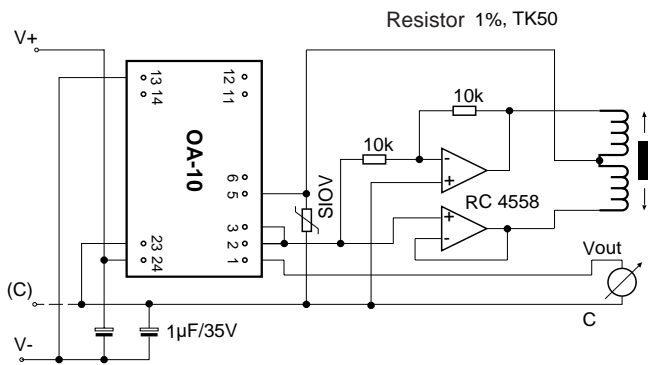 Resistor 1%, TK50
V+
13
14
12
11
10k
OA-10
10k
6
5
SIOV
RC 4558
3
2
1
23
24
Vout
(C)
C
1µF/35V
V-
-
+
+
-